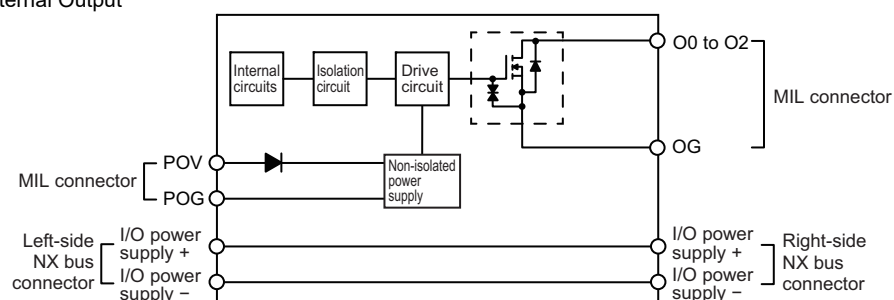 ternal Output
Internal
circuits
Isolation
circuit
Drive
circuit
O0 to O2
MIL connector
OG
POV
MIL connector
POG
Non-isolated
power
supply
Left-side
NX bus
connector
I/O power
supply +
I/O power
supply −
I/O power
supply +
I/O power
supply −
Right-side
NX bus
connector